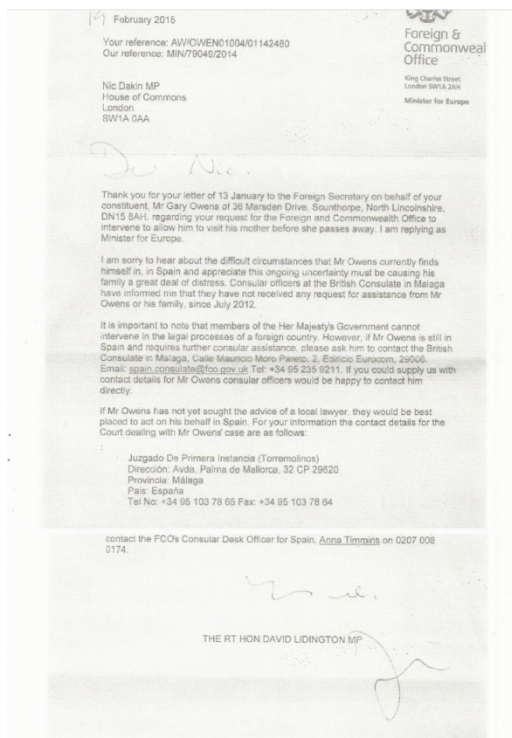 19 February 2015
Your reference: AW/OWEN01004/01142480
Our reference: MIN/79046/2014
Foreign &
Commonweal
Office
King Charles Street
London SW1A 2AH
Minister for Europe
Nic Dakin MP
House of Commons
London
SW1A 0AA
Dear Nic,
Thank you for your letter of 13 January to the Foreign Secretary on behalf of your
constituent, Mr Gary Owens of 36 Marsden Drive, Scunthorpe, North Lincolnshire,
DN15 8AH, regarding your request for the Foreign and Commonwealth Office to
intervene to allow him to visit his mother before she passes away. I am replying as
Minister for Europe.
I am sorry to hear about the difficult circumstances that Mr Owens currently finds
himself in, in Spain and appreciate this ongoing uncertainty must be causing his
family a great deal of distress. Consular officers at the British Consulate in Malaga
have informed me that they have not received any request for assistance from Mr
Owens or his family, since July 2012.
It is important to note that members of the Her Majesty's Government cannot
intervene in the legal processes of a foreign country. However, if Mr Owens is still in
Spain and requires further consular assistance, please ask him to contact the British
Consulate in Malaga, Calle Mauricio Moro Pareto, 2, Edificio Eurocom, 29006.
Email: spain.consulate@fco.gov.uk Tel: +34 95 235 9211. If you could supply us with
contact details for Mr Owens consular officers would be happy to contact him
directly.
If Mr Owens has not yet sought the advice of a local lawyer, they would be best
placed to act on his behalf in Spain. For your information the contact details for the
Court dealing with Mr Owens' case are as follows:
Juzgado De Primera Instancia (Torremolinos)
Dirección: Avda. Palma de Mallorca, 32 CP 29620
Provincia: Málaga
Pais: España
Tel No: +34 95 103 78 65 Fax: +34 95 103 78 64
contact the FCO's Consular Desk Officer for Spain, Anna Timmins on 0207 008
0174.
THE RT HON DAVID LIDINGTON MP